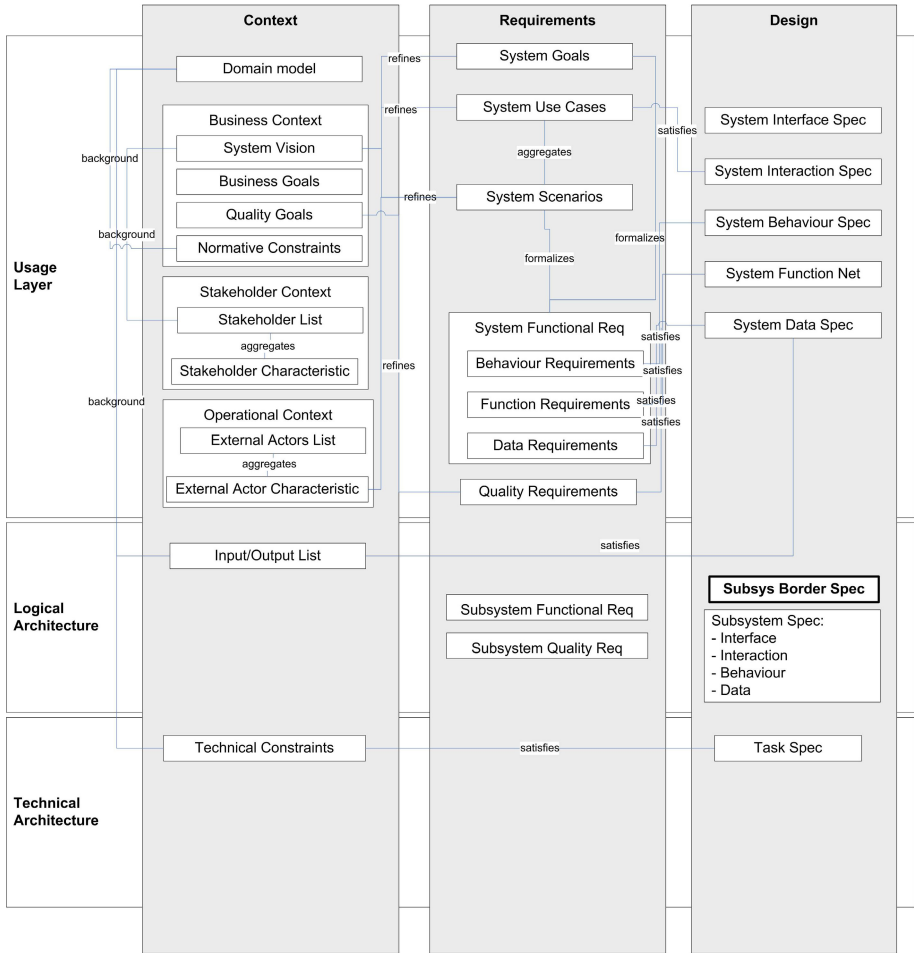 Context
Requirements
Design
Usage
Layer
Domain model
Business Context
System Vision
Business Goals
Quality Goals
Normative Constraints
Stakeholder Context
Stakeholder List
aggregates
Stakeholder Characteristic
Operational Context
External Actors List
aggregates
External Actor Characteristic
background
background
background
refines
refines
refines
refines
System Goals
System Use Cases
aggregates
System Scenarios
formalizes
formalizes
System Functional Req
Behaviour Requirements
Function Requirements
Data Requirements
Quality Requirements
satisfies
satisfies
satisfies
satisfies
satisfies
System Interface Spec
System Interaction Spec
System Behaviour Spec
System Function Net
System Data Spec
Logical
Architecture
Input/Output List
satisfies
Subsystem Functional Req
Subsystem Quality Req
Subsys Border Spec
Subsystem Spec:
- Interface
- Interaction
- Behaviour
- Data
Technical
Architecture
Technical Constraints
satisfies
Task Spec